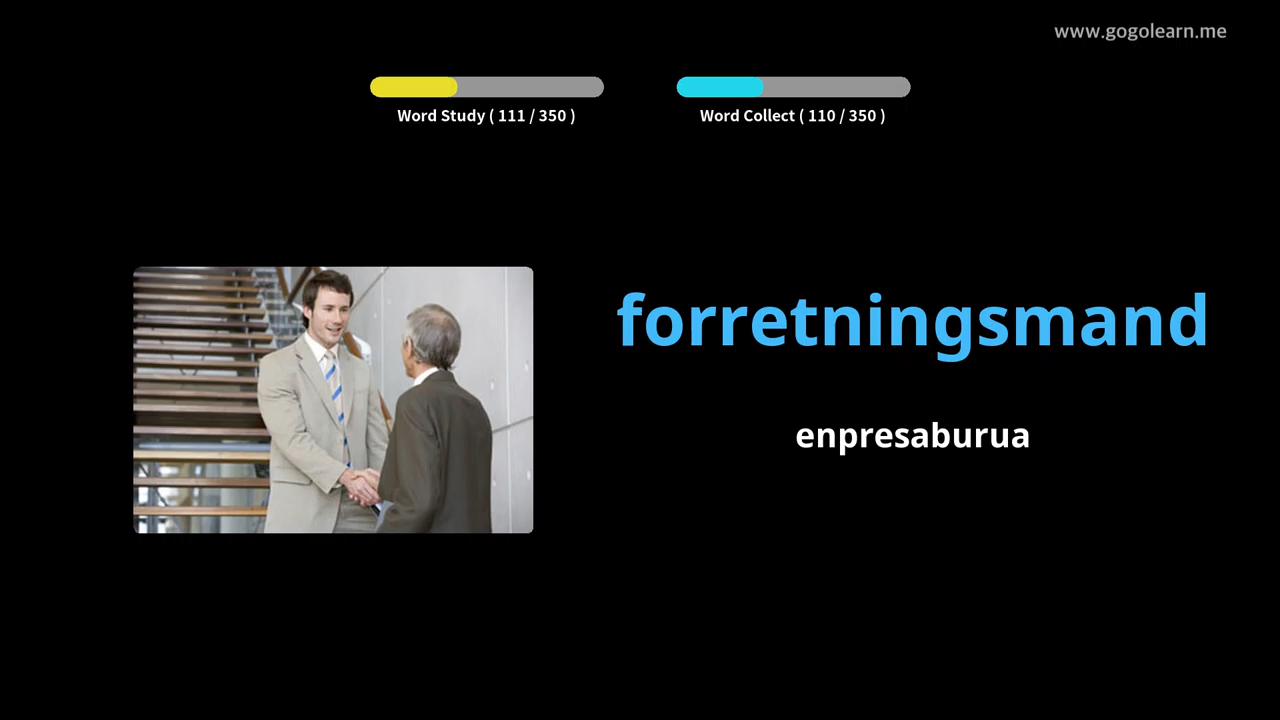 www.gogolearn.me
Word Study ( 111 / 350 )
Word Collect ( 110 / 350 )
forretningsmand
enpresaburua